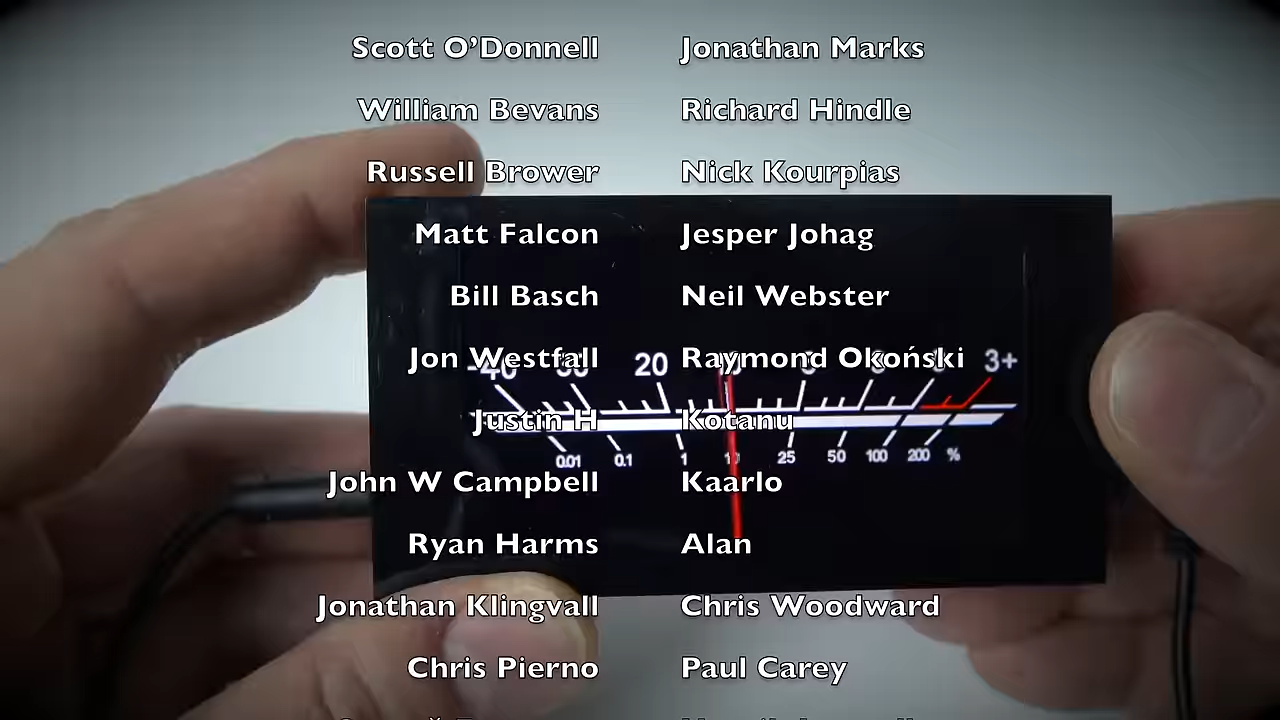 Scott O’Donnell Jonathan Marks
William Bevans Richard Hindle
Russell Brower Nick Kourpias
Matt Falcon Jesper Johag
Bill Basch Neil Webster
Jon Westfall Raymond Okoński
-40 20 3+
Justin H Kotanu
0.01 0.1 1 25 50 100 200 %
John W Campbell Kaarlo
Ryan Harms Alan
Jonathan Klingvall Chris Woodward
Chris Pierno Paul Carey